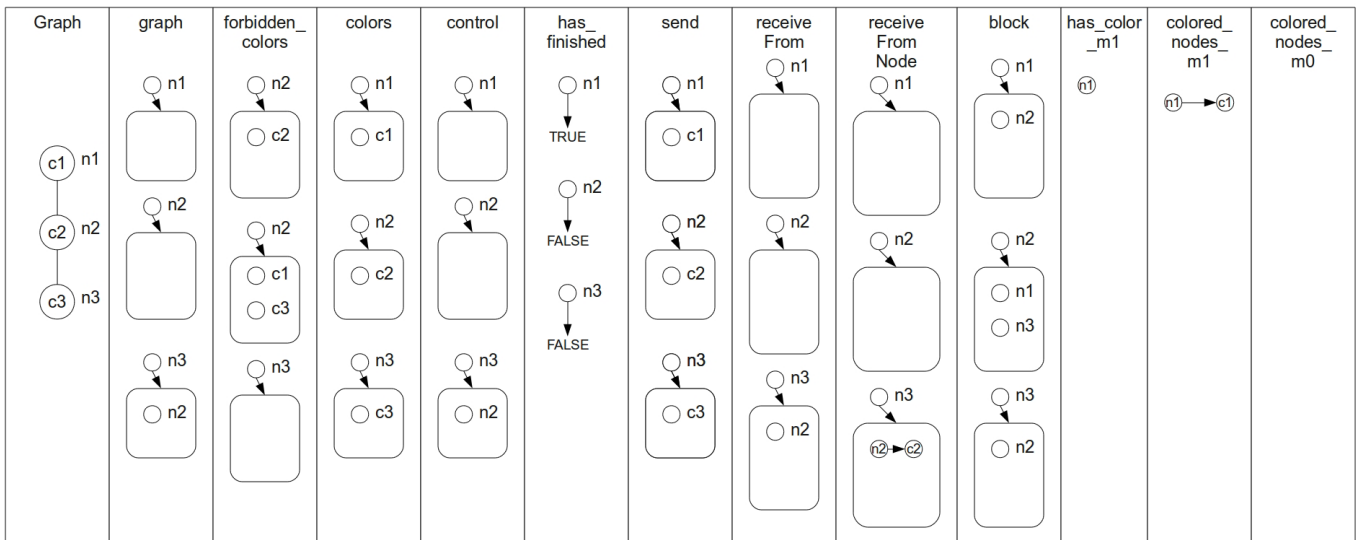 Graph
c1 n1
c2 n2
c3 n3
graph
n1
n2
n3
n2
forbidden_
colors
n2
c2
n2
c1
c3
n3
colors
n1
c1
n2
c2
n3
c3
control
n1
n2
n3
n2
has_
finished
n1
TRUE
n2
FALSE
n3
FALSE
send
n1
c1
n2
c2
n3
c3
receive
From
n1
n2
n3
n2
receive
From
Node
n1
n2
n3
n2 c2
block
n1
n2
n2
n1
n3
n3
n2
has_color
_m1
n1
colored_
nodes_
m1
n1 c1
colored_
nodes_
m0